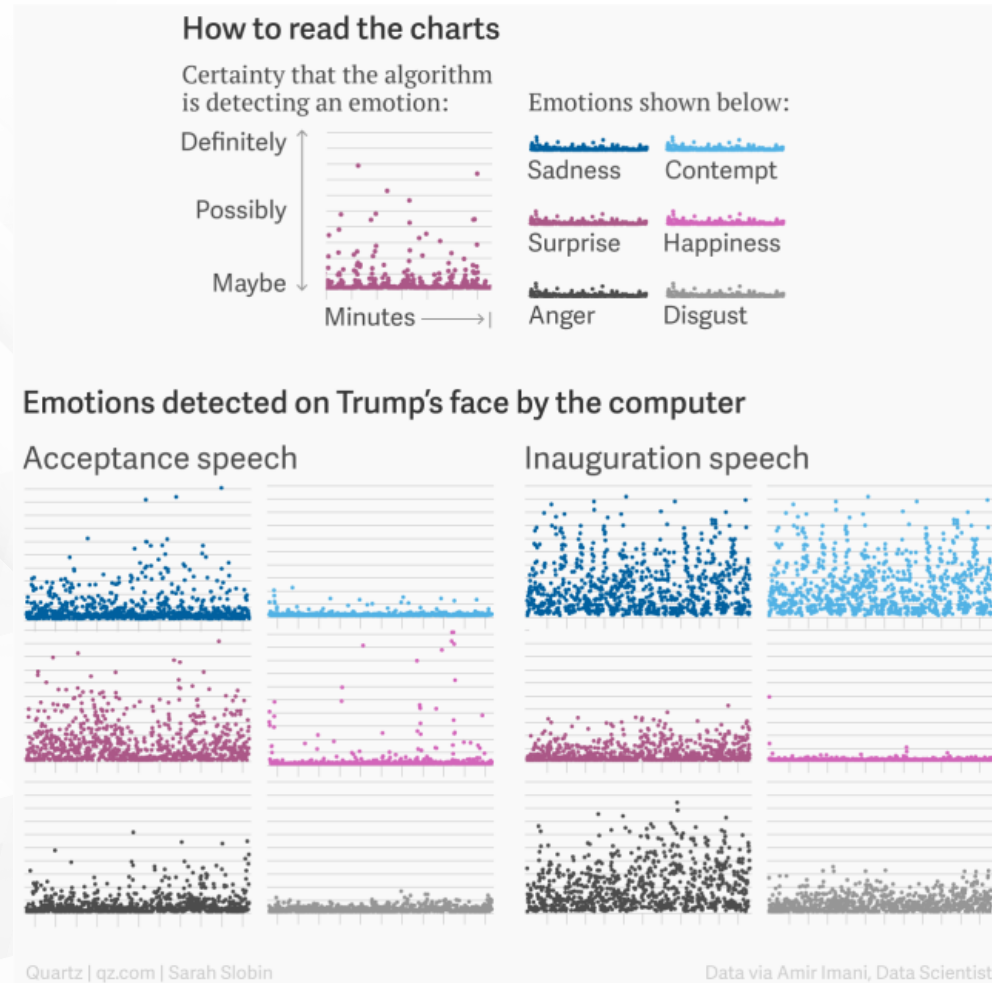 How to read the charts
Certainty that the algorithm
is detecting an emotion:
Definitely
Possibly
Maybe
Minutes
Emotions shown below:
Sadness
Contempt
Surprise
Happiness
Anger
Disgust
Emotions detected on Trump's face by the computer
Acceptance speech
Inauguration speech
Quartz | qz.com | Sarah Slobin
Data via Amir Imani, Data Scientist